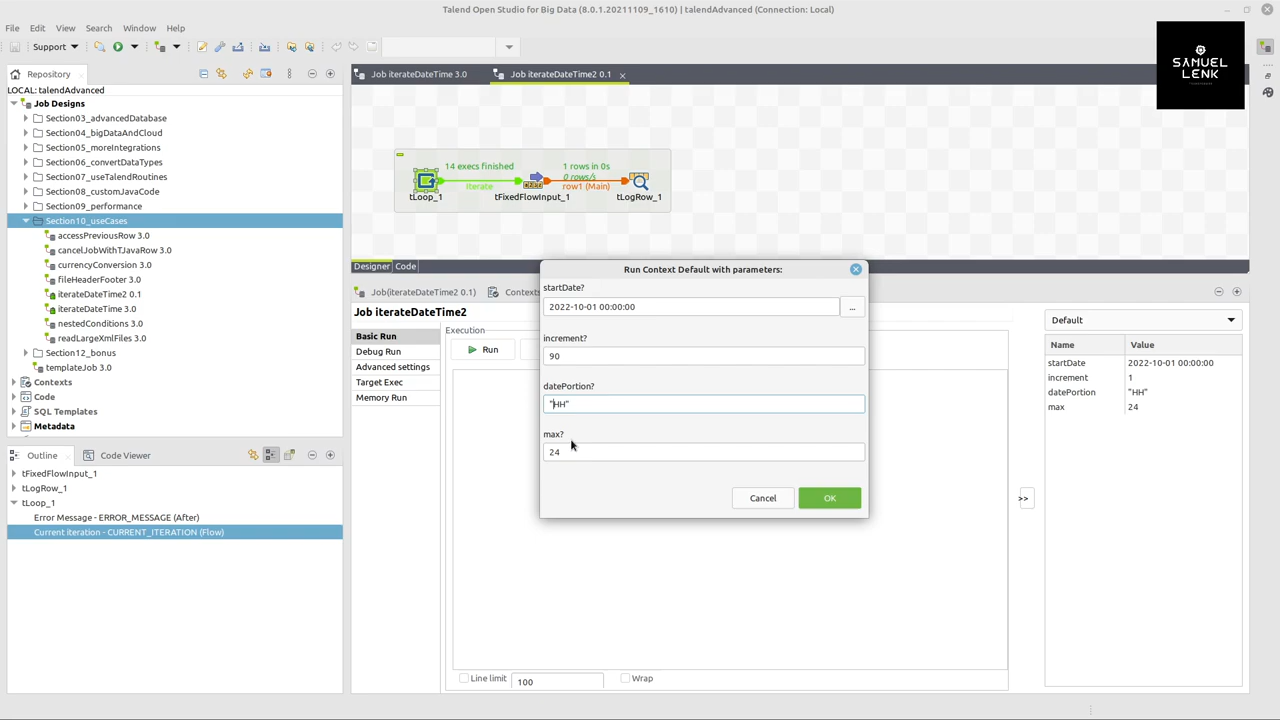 Talend Open Studio for Big Data (8.0.1.20211109_1610) | talendAdvanced (Connection: Local)
File Edit View Search Window Help
Support
SAMUEL
LENK
Repository
Job iterateDateTime 3.0
Job iterateDateTime2 0.1
LOCAL: talendAdvanced
Job Designs
Section03_advancedDatabase
Section04_bigDataAndCloud
Section05_moreIntegrations
Section06_convertDataTypes
Section07_useTalendRoutines
Section08_customJavaCode
Section09_performance
Section10_useCases
accessPreviousRow 3.0
cancelJobWithTJavaRow 3.0
currencyConversion 3.0
fileHeaderFooter 3.0
iterateDateTime2 0.1
iterateDateTime 3.0
nestedConditions 3.0
readLargeXmlFiles 3.0
Section12_bonus
templateJob 3.0
Contexts
Code
SQL Templates
Metadata
14 execs finished
1 rows in 0s
0 rows/s
Iterate
row1 (Main)
tLoop_1
tFixedFlowInput_1
tLogRow_1
Designer
Code
Job(iterateDateTime2 0.1)
Contexts
Job iterateDateTime2
Basic Run
Debug Run
Advanced settings
Target Exec
Memory Run
Execution
Run
Line limit
100
Wrap
Run Context Default with parameters:
startDate?
2022-10-01 00:00:00
...
increment?
90
datePortion?
"HH"
max?
24
Cancel
OK
>>
Default
Name Value
startDate 2022-10-01 00:00:00
increment 1
datePortion "HH"
max 24
Outline
Code Viewer
tFixedFlowInput_1
tLogRow_1
tLoop_1
Error Message - ERROR_MESSAGE (After)
Current iteration - CURRENT_ITERATION (Flow)